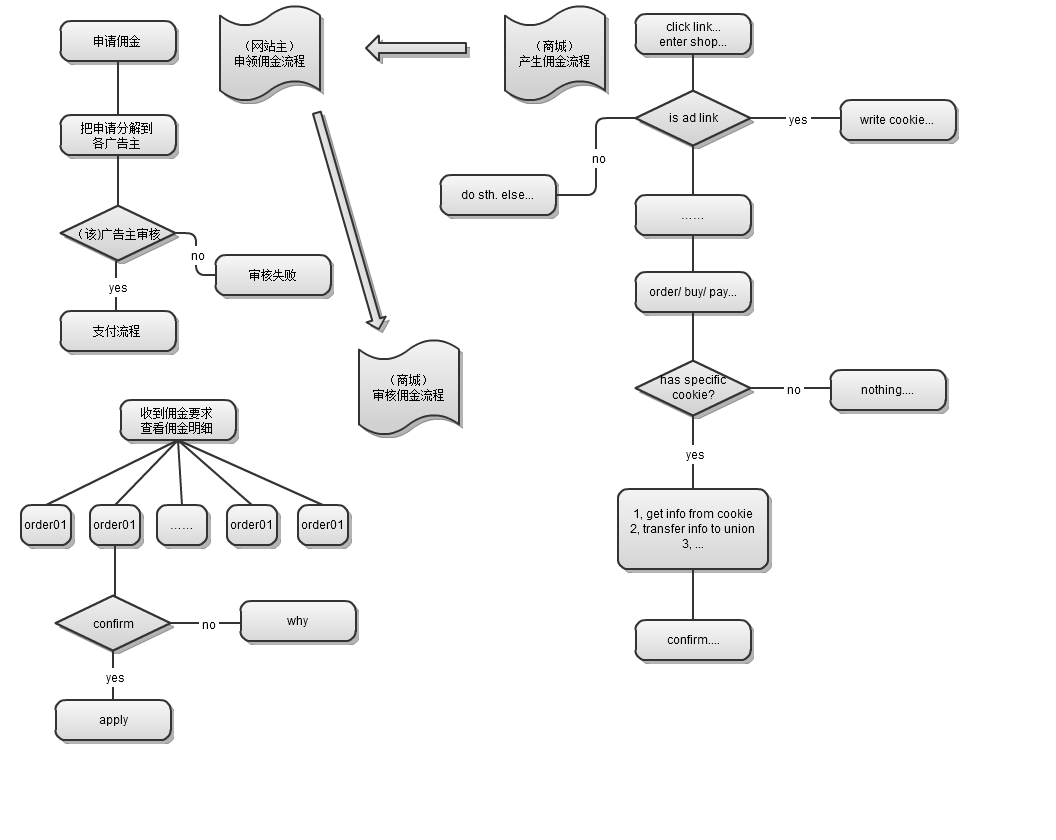 申请佣金
把申请分解到
各广告主
（该)广告主审核
no
审核失败
yes
支付流程
（网站主）
申领佣金流程
（商城）
产生佣金流程
（商城）
审核佣金流程
click link...
enter shop...
is ad link
yes
write cookie...
no
do sth. else...
……
order/ buy/ pay...
has specific
cookie?
no
nothing....
yes
1, get info from cookie
2, transfer info to union
3, ...
confirm....
收到佣金要求
查看佣金明细
order01
order01
……
order01
order01
confirm
no
why
yes
apply